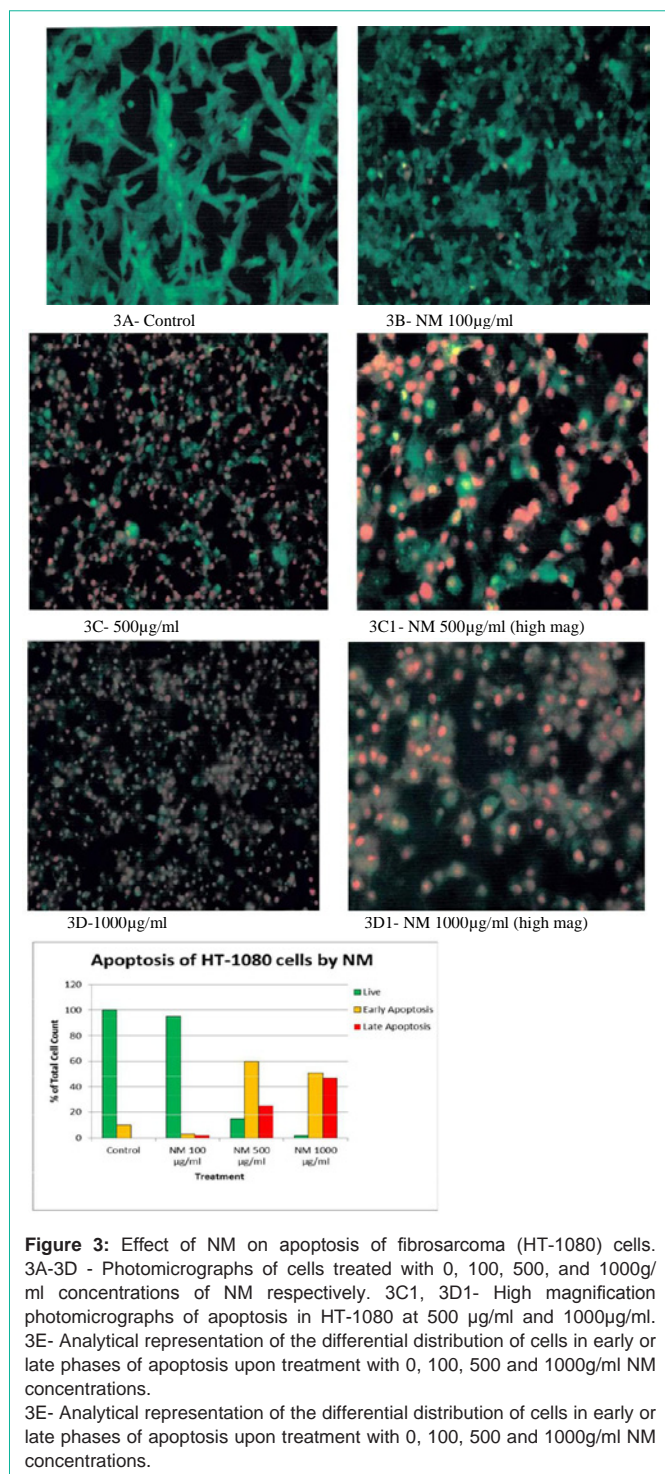 3A- Control
3B- NM 100µg/ml
3C- 500µg/ml
3C1- NM 500µg/ml (high mag)
3D-1000µg/ml
3D1- NM 1000µg/ml (high mag)
Apoptosis of HT-1080 cells by NM
% of Total Cell Count
120
100
80
60
40
20
0
Control
NM 100
µg/ml
NM 500
µg/ml
NM 1000
µg/ml
Treatment
Live
Early Apoptosis
Late Apoptosis
Figure 3: Effect of NM on apoptosis of fibrosarcoma (HT-1080) cells.
3A-3D - Photomicrographs of cells treated with 0, 100, 500, and 1000g/
ml concentrations of NM respectively. 3C1, 3D1- High magnification
photomicrographs of apoptosis in HT-1080 at 500 µg/ml and 1000µg/ml.
3E- Analytical representation of the differential distribution of cells in early or
late phases of apoptosis upon treatment with 0, 100, 500 and 1000g/ml NM
concentrations.
3E- Analytical representation of the differential distribution of cells in early or
late phases of apoptosis upon treatment with 0, 100, 500 and 1000g/ml NM
concentrations.